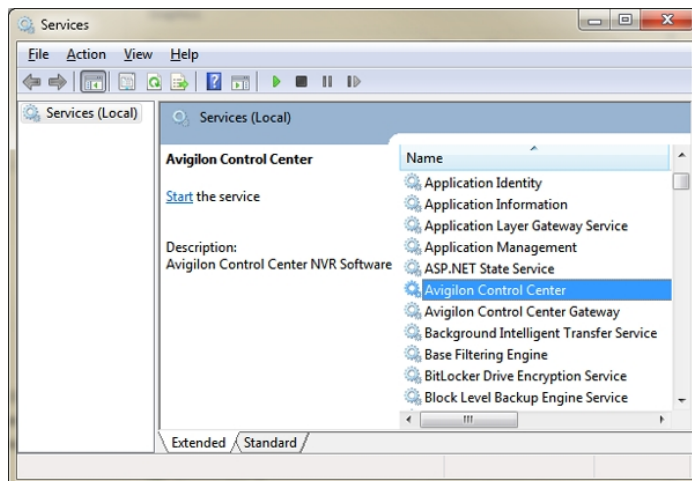 Services
File Action View Help
Services (Local)
Services (Local)
Avigilon Control Center
Start the service
Description:
Avigilon Control Center NVR Software
Name
Application Identity
Application Information
Application Layer Gateway Service
Application Management
ASP.NET State Service
Avigilon Control Center
Avigilon Control Center Gateway
Background Intelligent Transfer Service
Base Filtering Engine
BitLocker Drive Encryption Service
Block Level Backup Engine Service
Extended Standard